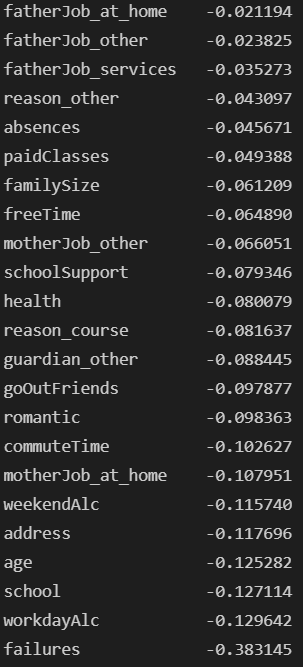 fatherJob_at_home -0.021194
fatherJob_other -0.023825
fatherJob_services -0.035273
reason_other -0.043097
absences -0.045671
paidClasses -0.049388
familySize -0.061209
freeTime -0.064890
motherJob_other -0.066051
schoolSupport -0.079346
health -0.080079
reason_course -0.081637
guardian_other -0.088445
goOutFriends -0.097877
romantic -0.098363
commuteTime -0.102627
motherJob_at_home -0.107951
weekendAlc -0.115740
address -0.117696
age -0.125282
school -0.127114
workdayAlc -0.129642
failures -0.383145